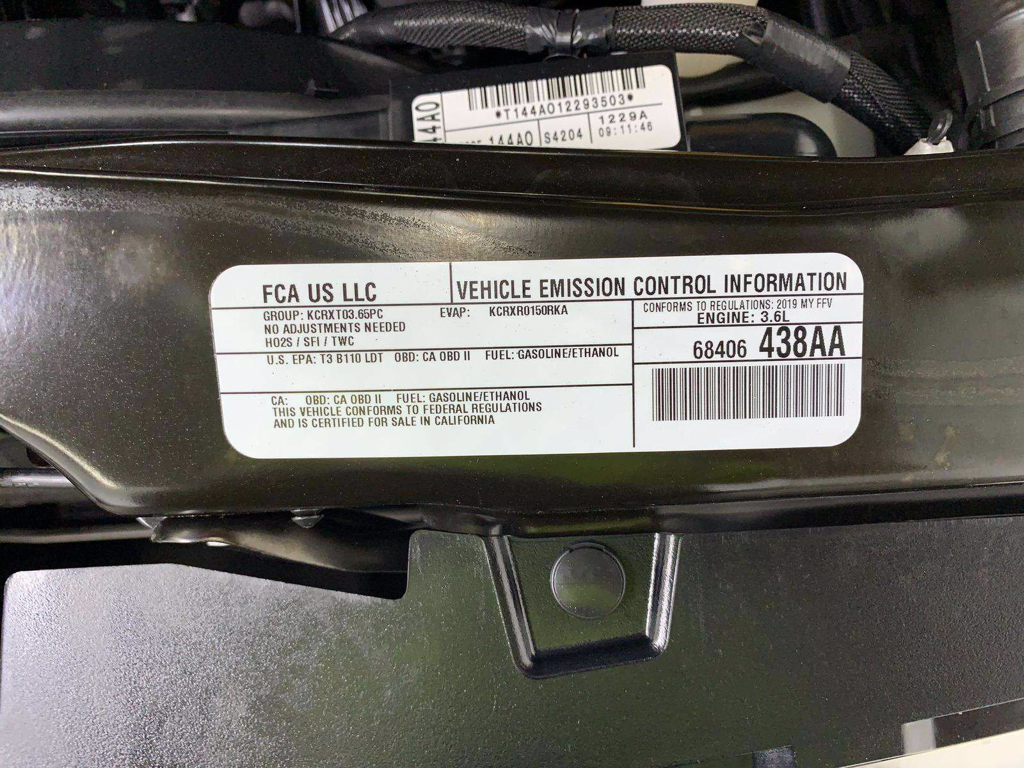 *T144A012293503*
144A0 S4204 1229A
09:11:46
FCA US LLC VEHICLE EMISSION CONTROL INFORMATION
GROUP: KCRXT03.65PC EVAP: KCRXR0150RKA
NO ADJUSTMENTS NEEDED
HO2S / SFI / TWC
CONFORMS TO REGULATIONS: 2019 MY FFV
ENGINE: 3.6L
68406 438AA
U.S. EPA: T3 B110 LDT OBD: CA OBD II FUEL: GASOLINE/ETHANOL
CA: OBD: CA OBD II FUEL: GASOLINE/ETHANOL
THIS VEHICLE CONFORMS TO FEDERAL REGULATIONS
AND IS CERTIFIED FOR SALE IN CALIFORNIA